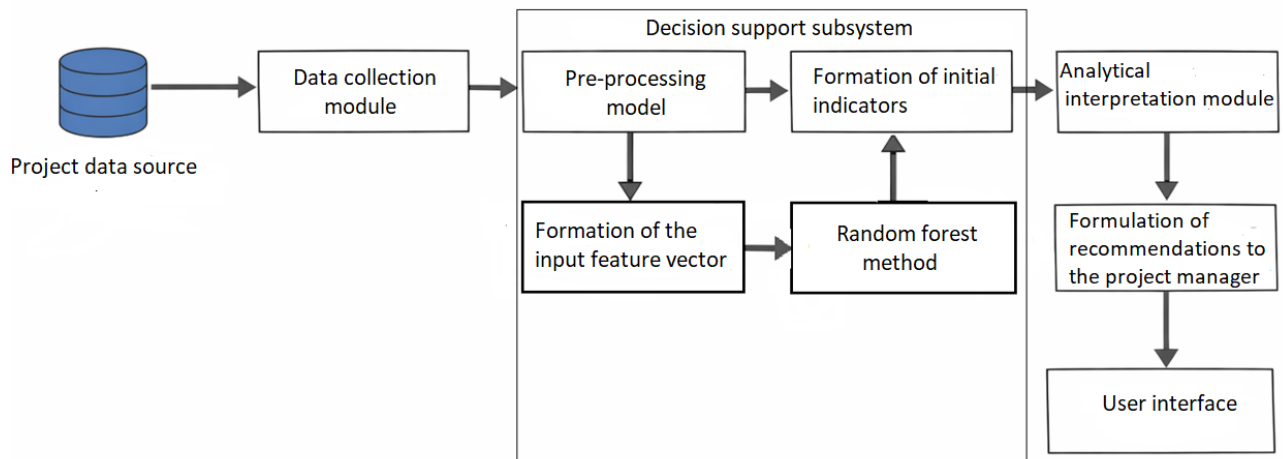 Decision support subsystem
Project data source
Data collection
module
Pre-processing
model
Formation of initial
indicators
Analytical
interpretation module
Formation of the
input feature vector
Random forest
method
Formulation of
recommendations to
the project manager
User interface